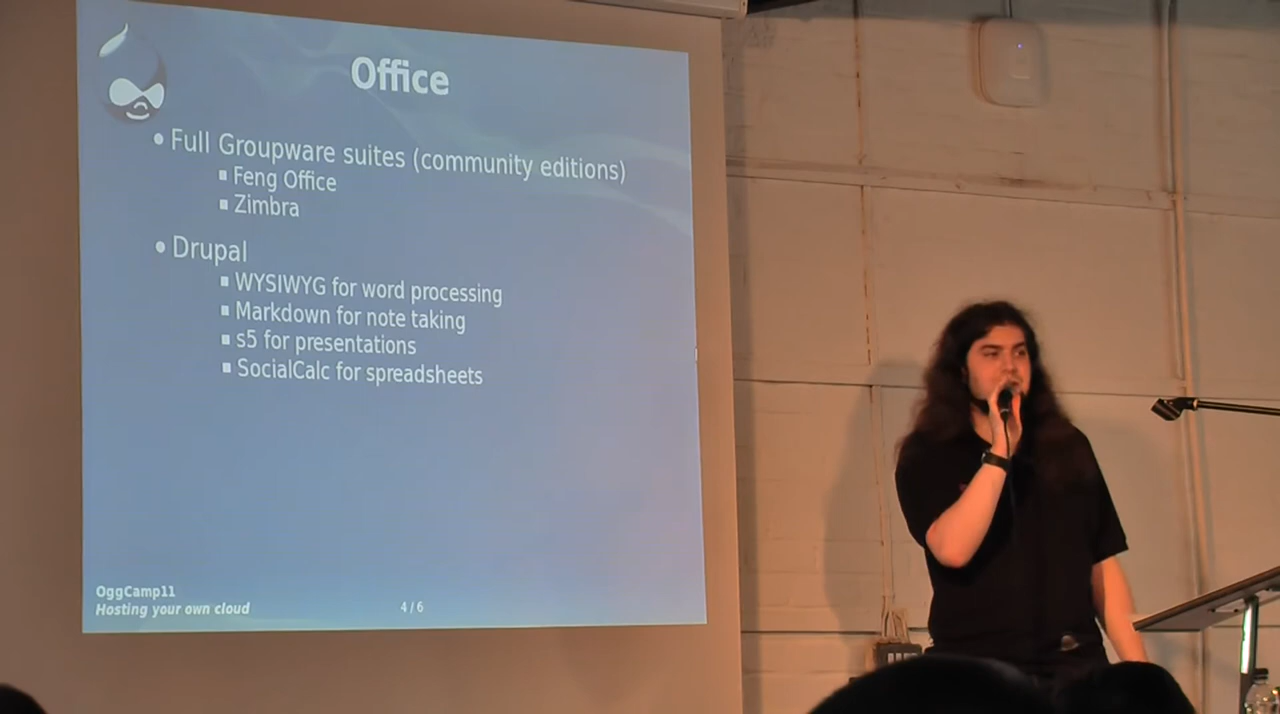 Office
• Full Groupware suites (community editions)
▪ Feng Office
▪ Zimbra
• Drupal
▪ WYSIWYG for word processing
▪ Markdown for note taking
▪ s5 for presentations
▪ SocialCalc for spreadsheets
OggCamp11
Hosting your own cloud
4 / 6